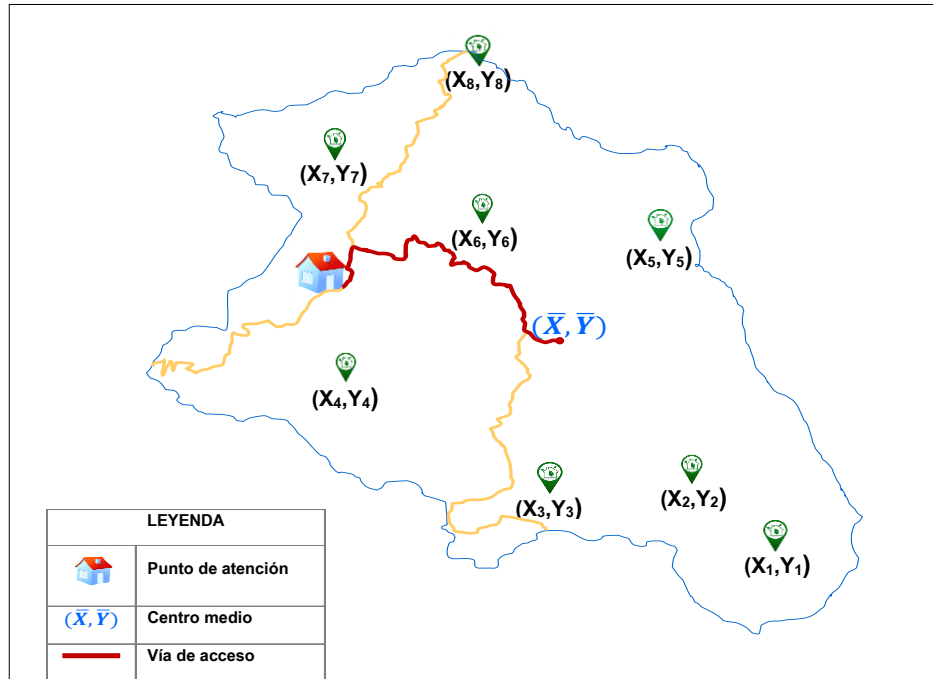 (X₈,Y₈)
(X₇,Y₇)
(X₆,Y₆)
(X₅,Y₅)
(X̅, Y̅)
(X₄,Y₄)
(X₂,Y₂)
(X₃,Y₃)
(X₁,Y₁)
LEYENDA
Punto de atención
(X̅, Y̅) Centro medio
Vía de acceso